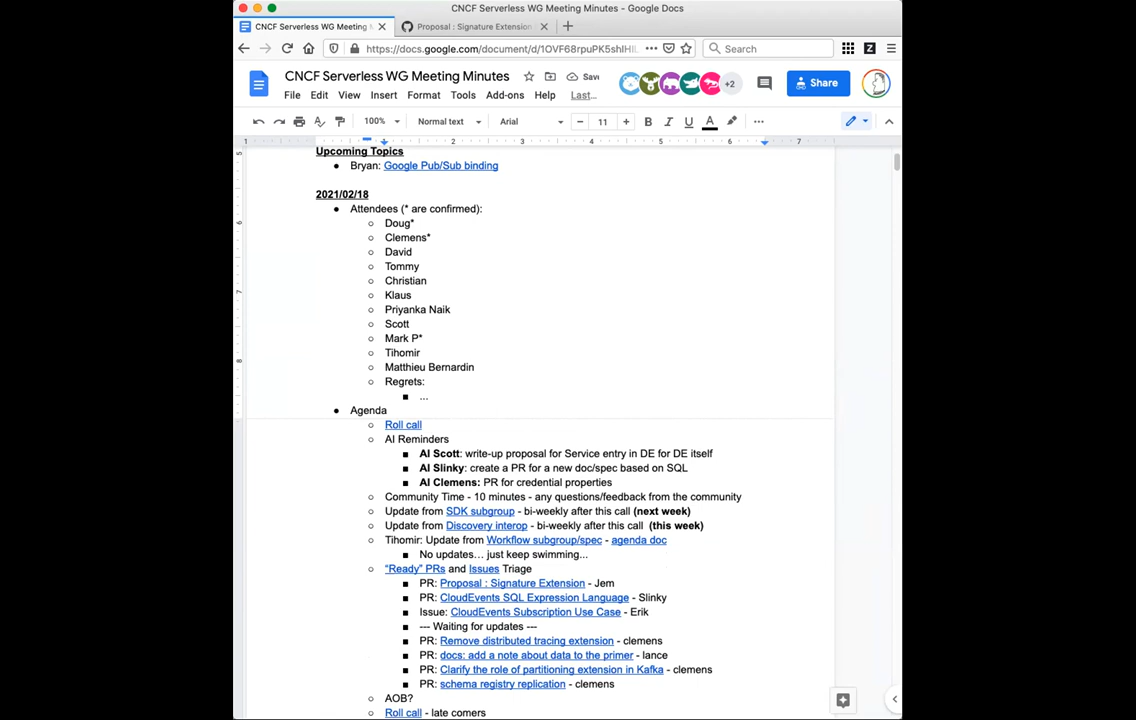 CNCF Serverless WG Meeting Minutes - Google Docs
CNCF Serverless WG Meeting
Proposal : Signature Extension
https://docs.google.com/document/d/1OVF68rpuPK5shIHIL
Search
CNCF Serverless WG Meeting Minutes
File Edit View Insert Format Tools Add-ons Help Last...
+2
Share
100% Normal text Arial 11 B I U A
1 1 2 3 4 5 6 7
Upcoming Topics
Bryan: Google Pub/Sub binding
2021/02/18
Attendees (* are confirmed):
Doug*
Clemens*
David
Tommy
Christian
Klaus
Priyanka Naik
Scott
Mark P*
Tihomir
Matthieu Bernardin
Regrets:
...
Agenda
Roll call
AI Reminders
AI Scott: write-up proposal for Service entry in DE for DE itself
AI Slinky: create a PR for a new doc/spec based on SQL
AI Clemens: PR for credential properties
Community Time - 10 minutes - any questions/feedback from the community
Update from SDK subgroup - bi-weekly after this call (next week)
Update from Discovery interop - bi-weekly after this call (this week)
Tihomir: Update from Workflow subgroup/spec - agenda doc
No updates... just keep swimming...
“Ready” PRs and Issues Triage
PR: Proposal : Signature Extension - Jem
PR: CloudEvents SQL Expression Language - Slinky
Issue: CloudEvents Subscription Use Case - Erik
--- Waiting for updates ---
PR: Remove distributed tracing extension - clemens
PR: docs: add a note about data to the primer - lance
PR: Clarify the role of partitioning extension in Kafka - clemens
PR: schema registry replication - clemens
AOB?
Roll call - late comers